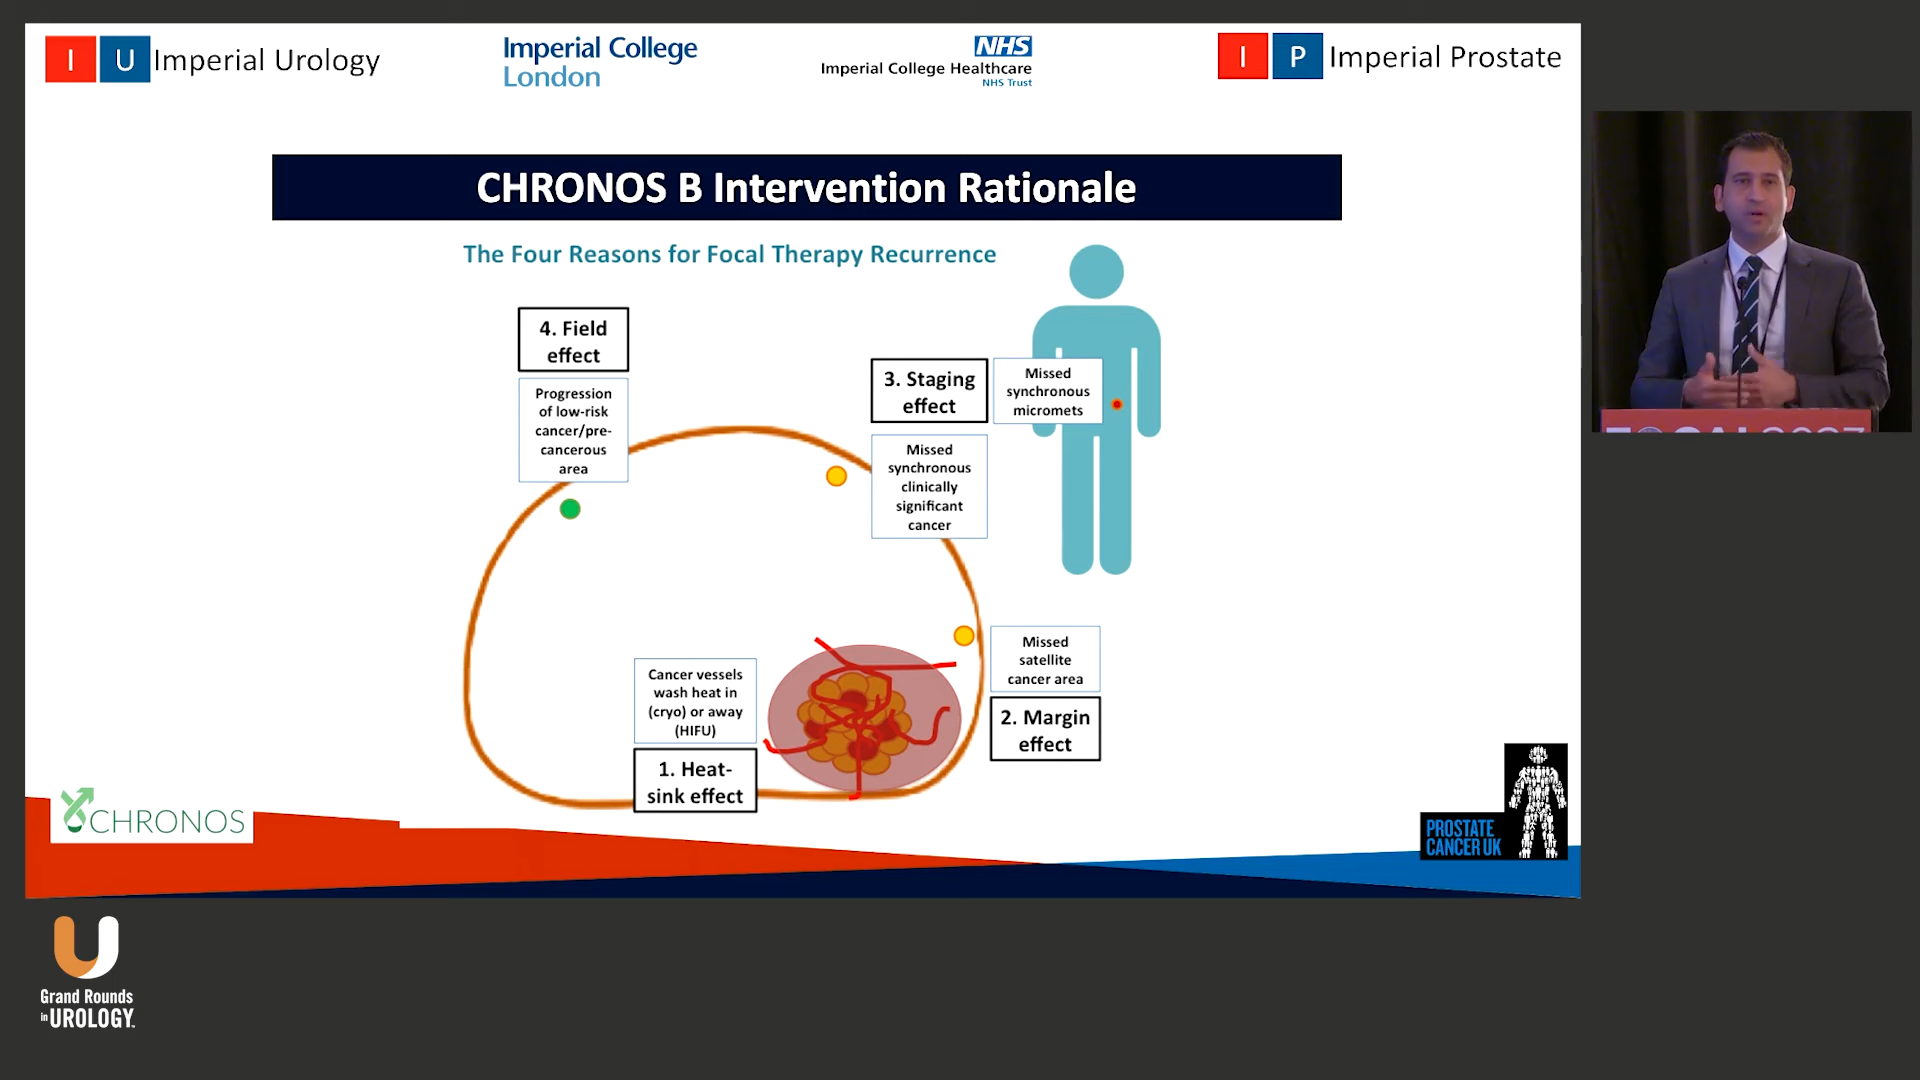 I U Imperial Urology
Imperial College
London
NHS
Imperial College Healthcare
NHS Trust
I P Imperial Prostate
CHRONOS B Intervention Rationale
The Four Reasons for Focal Therapy Recurrence
4. Field
effect
Progression
of low-risk
cancer/pre-
cancerous
area
3. Staging
effect
Missed
synchronous
micromets
Missed
synchronous
clinically
significant
cancer
Missed
satellite
cancer area
2. Margin
effect
Cancer vessels
wash heat in
(cryo) or away
(HIFU)
1. Heat-
sink effect
CHRONOS
PROSTATE
CANCER UK
Grand Rounds
in UROLOGY